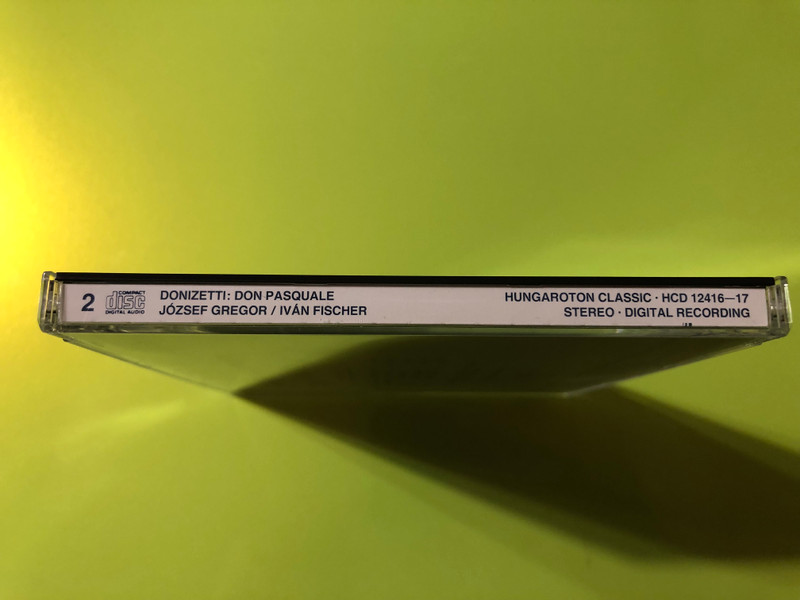 2
COMPACT
disc
DIGITAL AUDIO
DONIZETTI: DON PASQUALE
JÓZSEF GREGOR / IVÁN FISCHER
HUNGAROTON CLASSIC · HCD 12416—17
STEREO · DIGITAL RECORDING